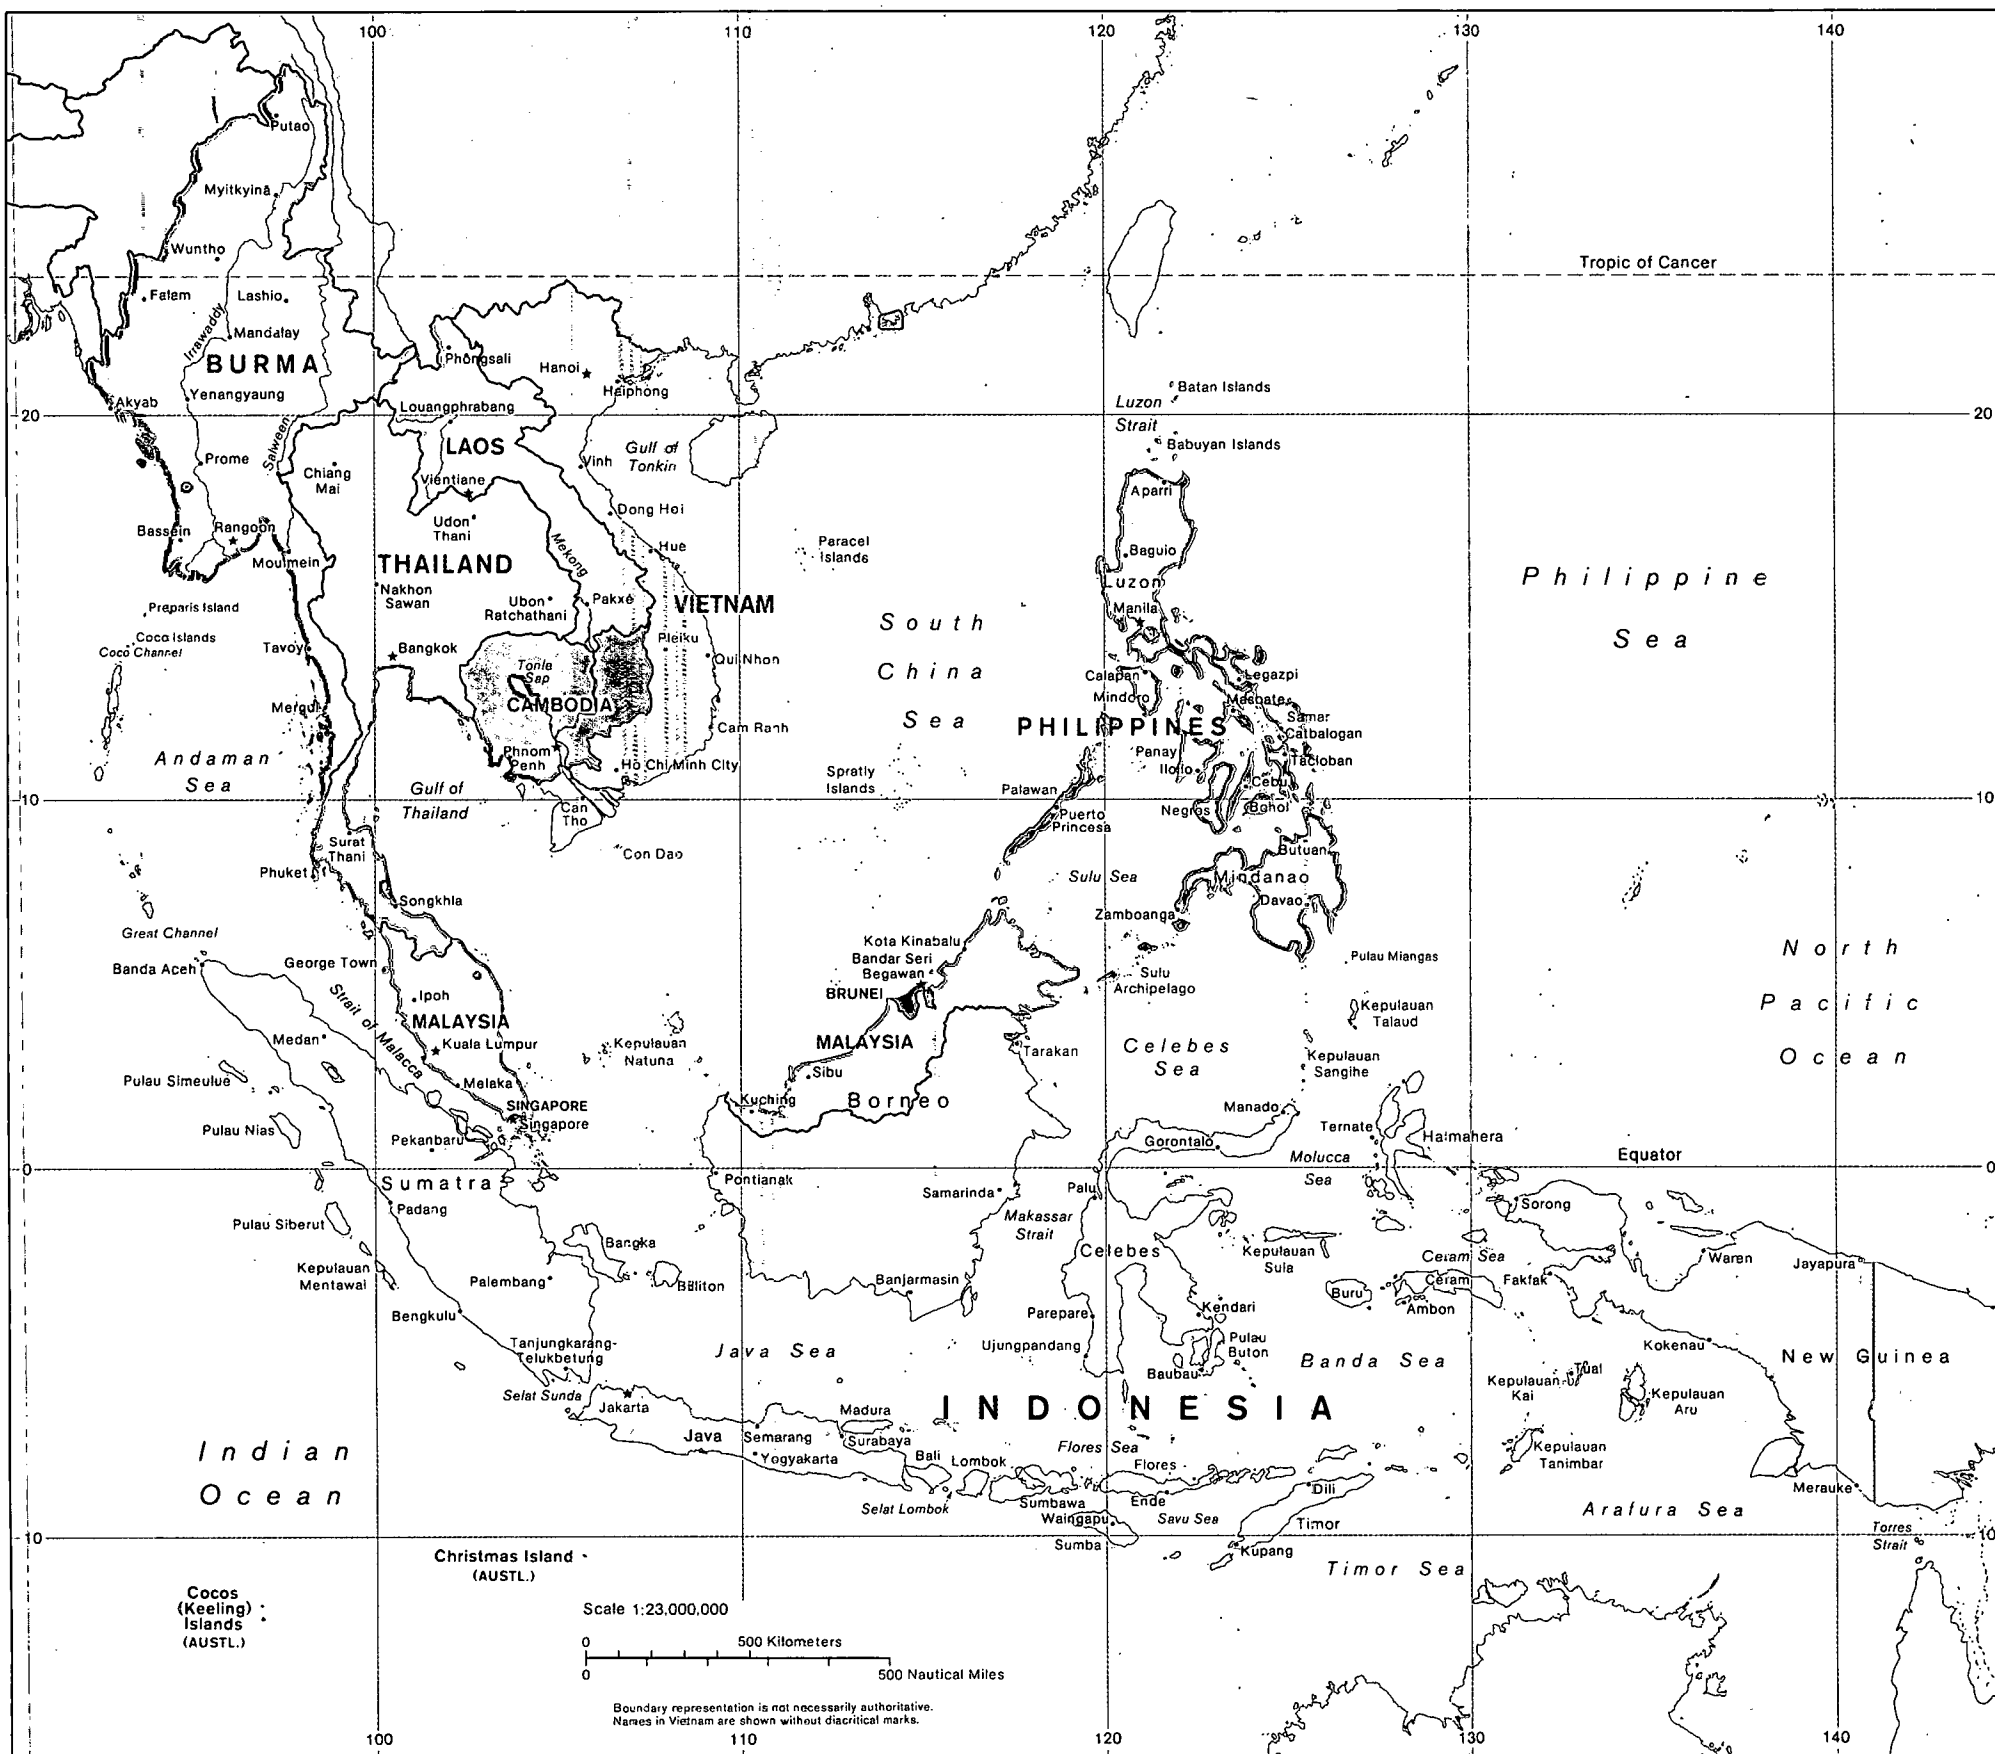 100
110
120
130
140
Putao
Myitkyina
Wuntho
Tropic of Cancer
Falam
Lashio
Irrawaddy
Mandalay
BURMA
Phôngsali
Hanoi
Haiphong
Batan Islands
Yenangyaung
Akyab
Louangphrabang
Luzon
Strait
20
20
Babuyan Islands
Salween
LAOS
Gulf of
Tonkin
Prome
Chiang
Mai
Vinh
Vientiane
Aparri
Bassein
Rangoon
Udon
Thani
Dong Hoi
Mekong
Hue
Paracel
Islands
Baguio
Moulmein
THAILAND
Nakhon
Sawan
Luzon
Philippine
Sea
Preparis Island
Ubon
Ratchathani
Pakxe
VIETNAM
Manila
South
China
Sea
Coco Islands
Coco Channel
Tavoy
Bangkok
Pleiku
Qui Nhon
Tonle
Sap
Calapan
Legazpi
Mindoro
Masbate
Mergui
CAMBODIA
Samar
Catbalogan
PHILIPPINES
Cam Ranh
Andaman
Sea
Phnom
Penh
Ho Chi Minh City
Panay
Iloilo
Tacloban
Gulf of
Thailand
Spratly
Islands
Palawan
Cebu
10
10
Can
Tho
Puerto
Princesa
Negros
Bohol
Surat
Thani
Con Dao
Butuan
Phuket
Sulu Sea
Mindanao
Songkhla
Davao
Zamboanga
Great Channel
Kota Kinabalu
North
Pacific
Ocean
Banda Aceh
George Town
Bandar Seri
Begawan
Pulau Miangas
Sulu
Archipelago
Ipoh
BRUNEI
Strait of Malacca
Kepulauan
Talaud
MALAYSIA
Medan
Kuala Lumpur
Kepulauan
Natuna
MALAYSIA
Tarakan
Celebes
Sea
Kepulauan
Sangihe
Pulau Simeulue
Melaka
Sibu
SINGAPORE
Singapore
Kuching
Borneo
Manado
Pulau Nias
Pekanbaru
Gorontalo
Ternate
Halmahera
Molucca
Sea
Equator
0
0
Sumatra
Pontianak
Samarinda
Palu
Padang
Makassar
Strait
Sorong
Pulau Siberut
Bangka
Celebes
Kepulauan
Sula
Ceram Sea
Waren
Jayapura
Kepulauan
Mentawai
Palembang
Billiton
Banjarmasin
Buru
Ceram
Fakfak
Ambon
Bengkulu
Parepare
Kendari
Tanjungkarang-
Telukbetung
Java Sea
Ujungpandang
Pulau
Buton
Banda Sea
Kokenau
New Guinea
Baubau
Kepulauan
Kai
Tual
Kepulauan
Aru
Selat Sunda
Jakarta
Madura
INDONESIA
Java
Semarang
Surabaya
Flores Sea
Kepulauan
Tanimbar
Indian
Ocean
Yogyakarta
Bali
Lombok
Flores
Selat Lombok
Sumbawa
Ende
Dili
Merauke
Waingapu
Savu Sea
Timor
Arafura Sea
Torres
Strait
10
10
Sumba
Kupang
Timor Sea
Christmas Island
(AUSTL.)
Cocos
(Keeling)
Islands
(AUSTL.)
Scale 1:23,000,000
0
500 Kilometers
0
500 Nautical Miles
Boundary representation is not necessarily authoritative.
Names in Vietnam are shown without diacritical marks.
100
110
120
130
140